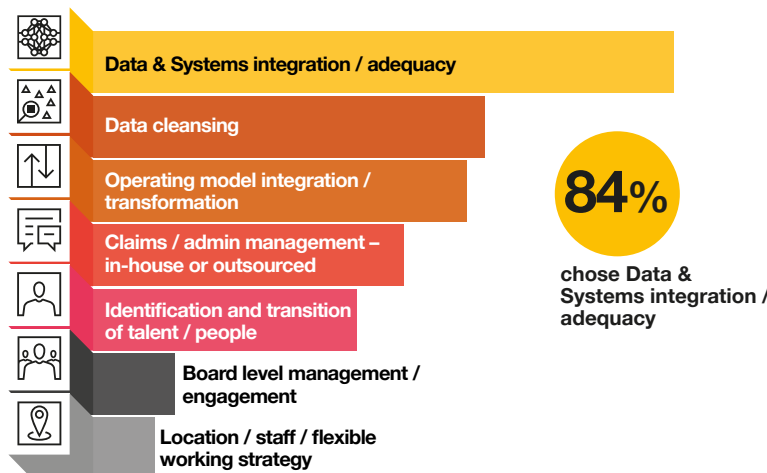 Data & Systems integration / adequacy
Data cleansing
Operating model integration /
transformation
Claims / admin management –
in-house or outsourced
Identification and transition
of talent / people
Board level management /
engagement
Location / staff / flexible
working strategy
84%
chose Data &
Systems integration /
adequacy